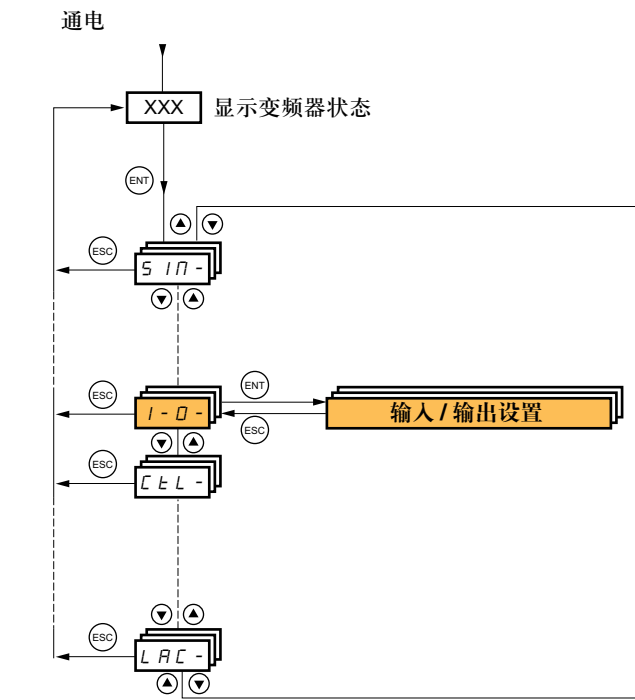 通电
XXX 显示变频器状态
ENT
ESC
SIM-
ESC
I-O-
ENT
输入 / 输出设置
ESC
ESC
CtL-
ESC
LAC-